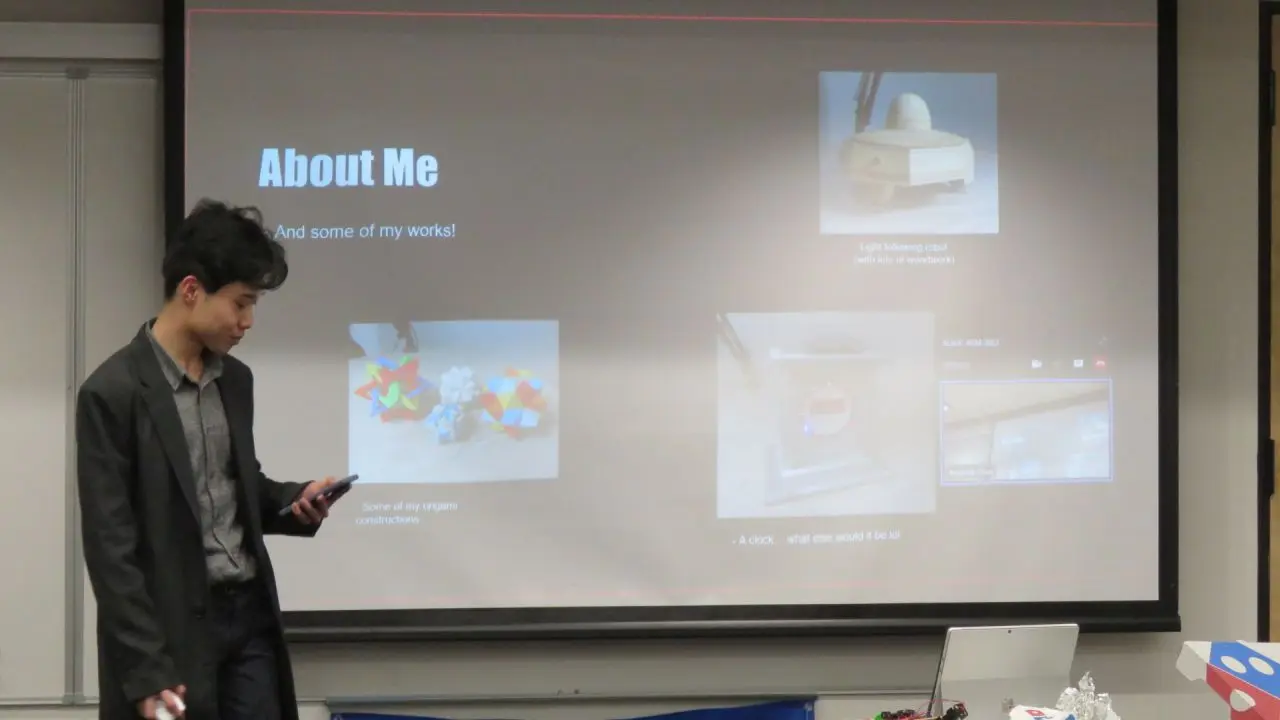 About Me
- And some of my works!
Light following robot
(with lots of woodwork)
- Some of my origami
constructions
- A clock... what else would it be lol